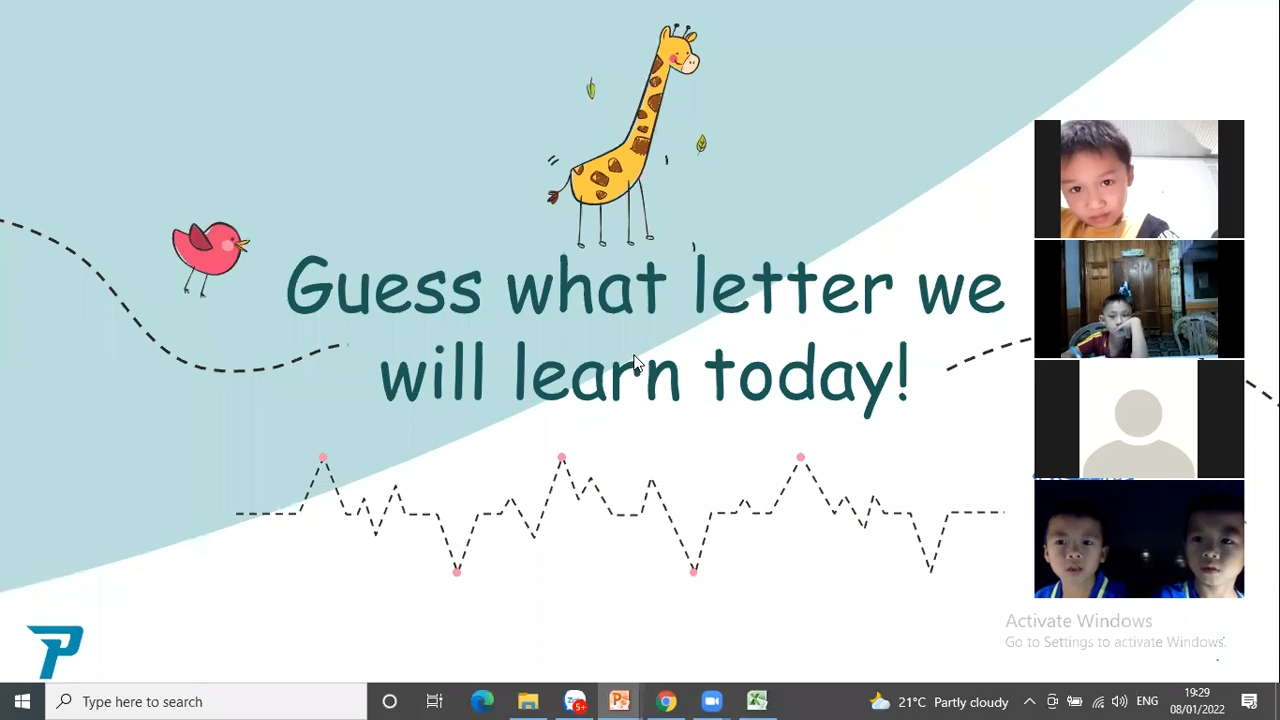 Guess what letter we
will learn today!
Activate Windows
Go to Settings to activate Windows.
P
Type here to search
5+
21°C Partly cloudy
ENG
19:29
08/01/2022